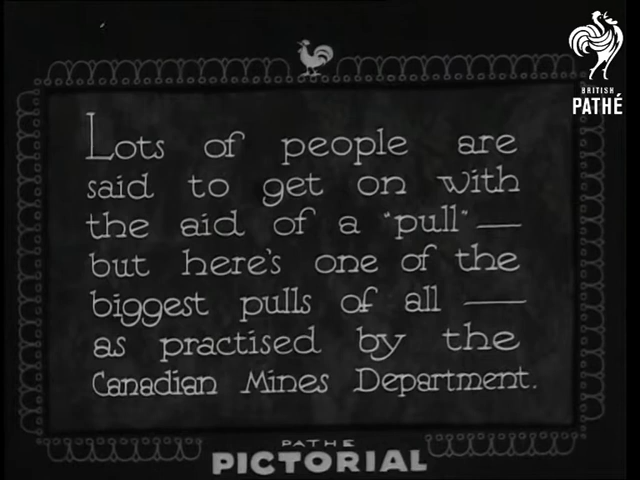 BRITISH
PATHÉ
Lots of people are
said to get on with
the aid of a "pull" —
but here's one of the
biggest pulls of all —
as practised by the
Canadian Mines Department.
PATHE
PICTORIAL